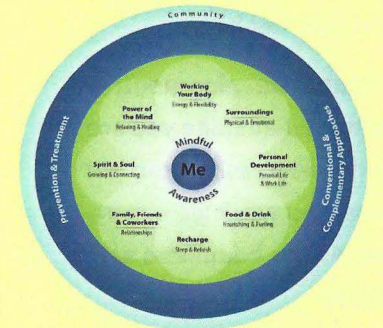 Community
Prevention & Treatment
Conventional &
Complementary Approaches
Working
Your Body
Energy & Flexibility
Surroundings
Physical & Emotional
Personal
Development
Personal Life
& Work Life
Food & Drink
Nourishing & Fueling
Recharge
Sleep & Refresh
Family, Friends
& Coworkers
Relationships
Spirit & Soul
Growing & Connecting
Power of
the Mind
Relaxing & Healing
Mindful
Awareness
Me